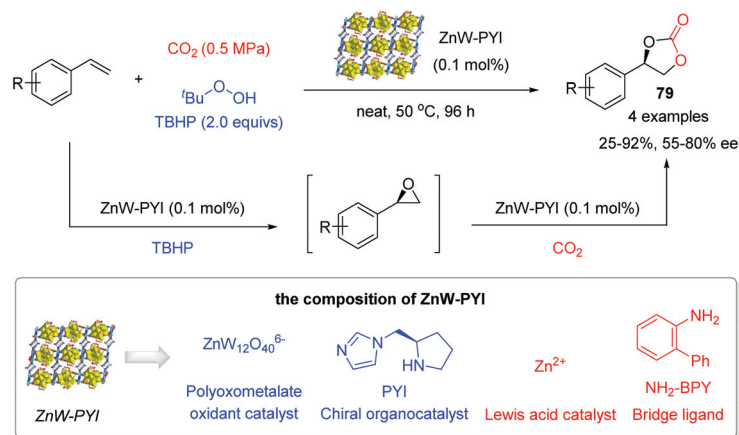 R
+
CO2 (0.5 MPa)
tBu O OH
TBHP (2.0 equivs)
ZnW-PYI
(0.1 mol%)
neat, 50 °C, 96 h
R O O O
79
4 examples
25-92%, 55-80% ee
ZnW-PYI (0.1 mol%)
TBHP
R O
ZnW-PYI (0.1 mol%)
CO2
the composition of ZnW-PYI
ZnW-PYI
ZnW12O40^6-
Polyoxometalate
oxidant catalyst
N N HN
PYI
Chiral organocatalyst
Zn2+
Lewis acid catalyst
NH2
Ph
NH2-BPY
Bridge ligand